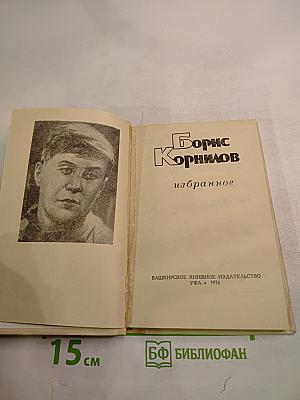 Борис
Корнилов
избранное
БАШКИРСКОЕ КНИЖНОЕ ИЗДАТЕЛЬСТВО
УФА • 1976
15 см
БФ БИБЛИОФАН